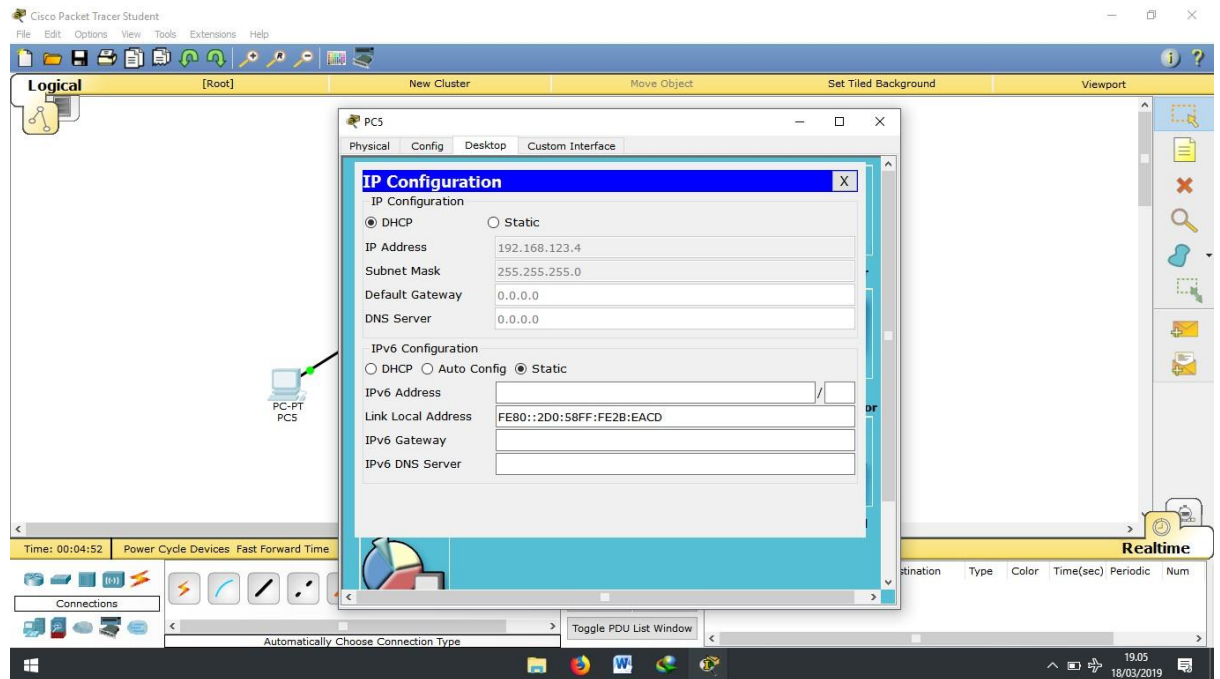 Cisco Packet Tracer Student
File Edit Options View Tools Extensions Help
Logical [Root] New Cluster Move Object Set Tiled Background Viewport
PC5
Physical Config Desktop Custom Interface
IP Configuration X
IP Configuration
DHCP Static
IP Address 192.168.123.4
Subnet Mask 255.255.255.0
Default Gateway 0.0.0.0
DNS Server 0.0.0.0
IPv6 Configuration
DHCP Auto Config Static
IPv6 Address /
Link Local Address FE80::2D0:58FF:FE2B:EACD
IPv6 Gateway
IPv6 DNS Server
PC-PT
PC5
or
Time: 00:04:52 Power Cycle Devices Fast Forward Time Realtime
stination Type Color Time(sec) Periodic Num
Connections
Toggle PDU List Window
Automatically Choose Connection Type
19.05
18/03/2019